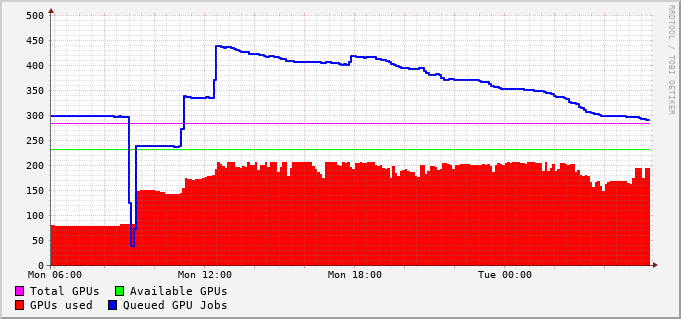 500
450
400
350
300
250
200
150
100
50
0
Mon 06:00 Mon 12:00 Mon 18:00 Tue 00:00
Total GPUs Available GPUs
GPUs used Queued GPU Jobs
RRDTOOL / TOBI OETIKER